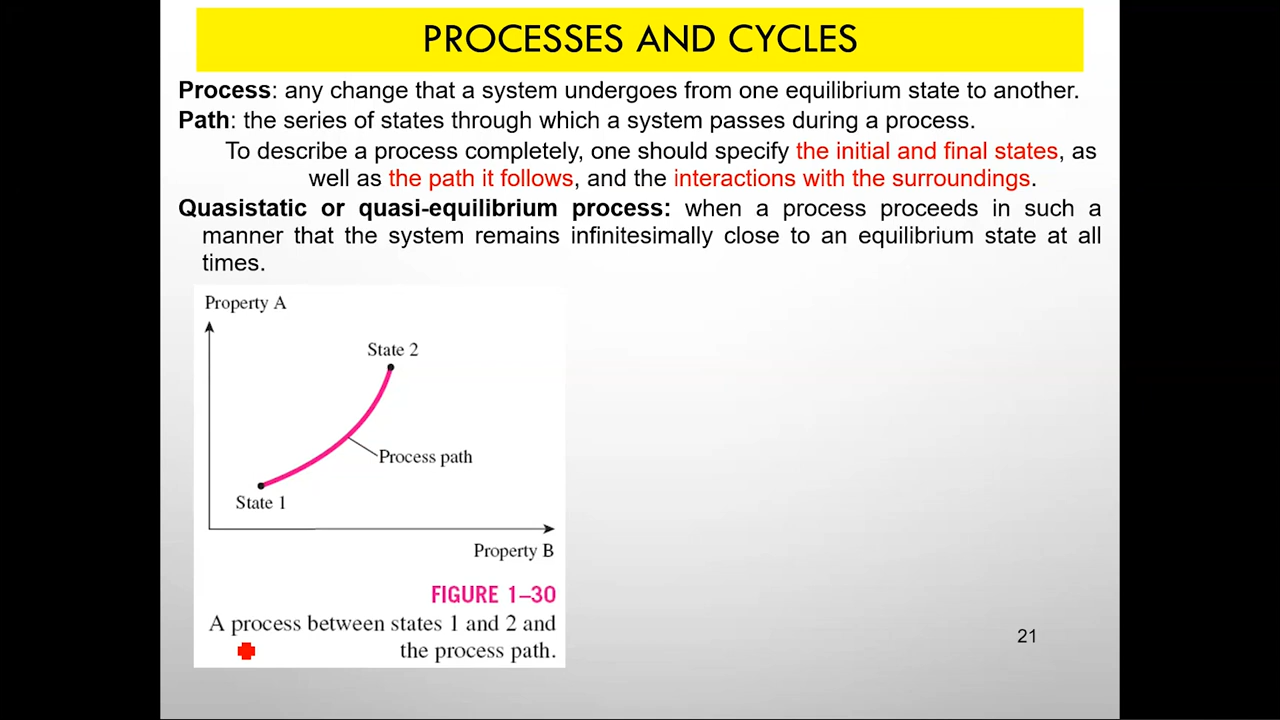 PROCESSES AND CYCLES
Process: any change that a system undergoes from one equilibrium state to another.
Path: the series of states through which a system passes during a process.
To describe a process completely, one should specify the initial and final states, as
well as the path it follows, and the interactions with the surroundings.
Quasistatic or quasi-equilibrium process: when a process proceeds in such a
manner that the system remains infinitesimally close to an equilibrium state at all
times.
Property A
State 2
Process path
State 1
Property B
FIGURE 1–30
A process between states 1 and 2 and
the process path.
21